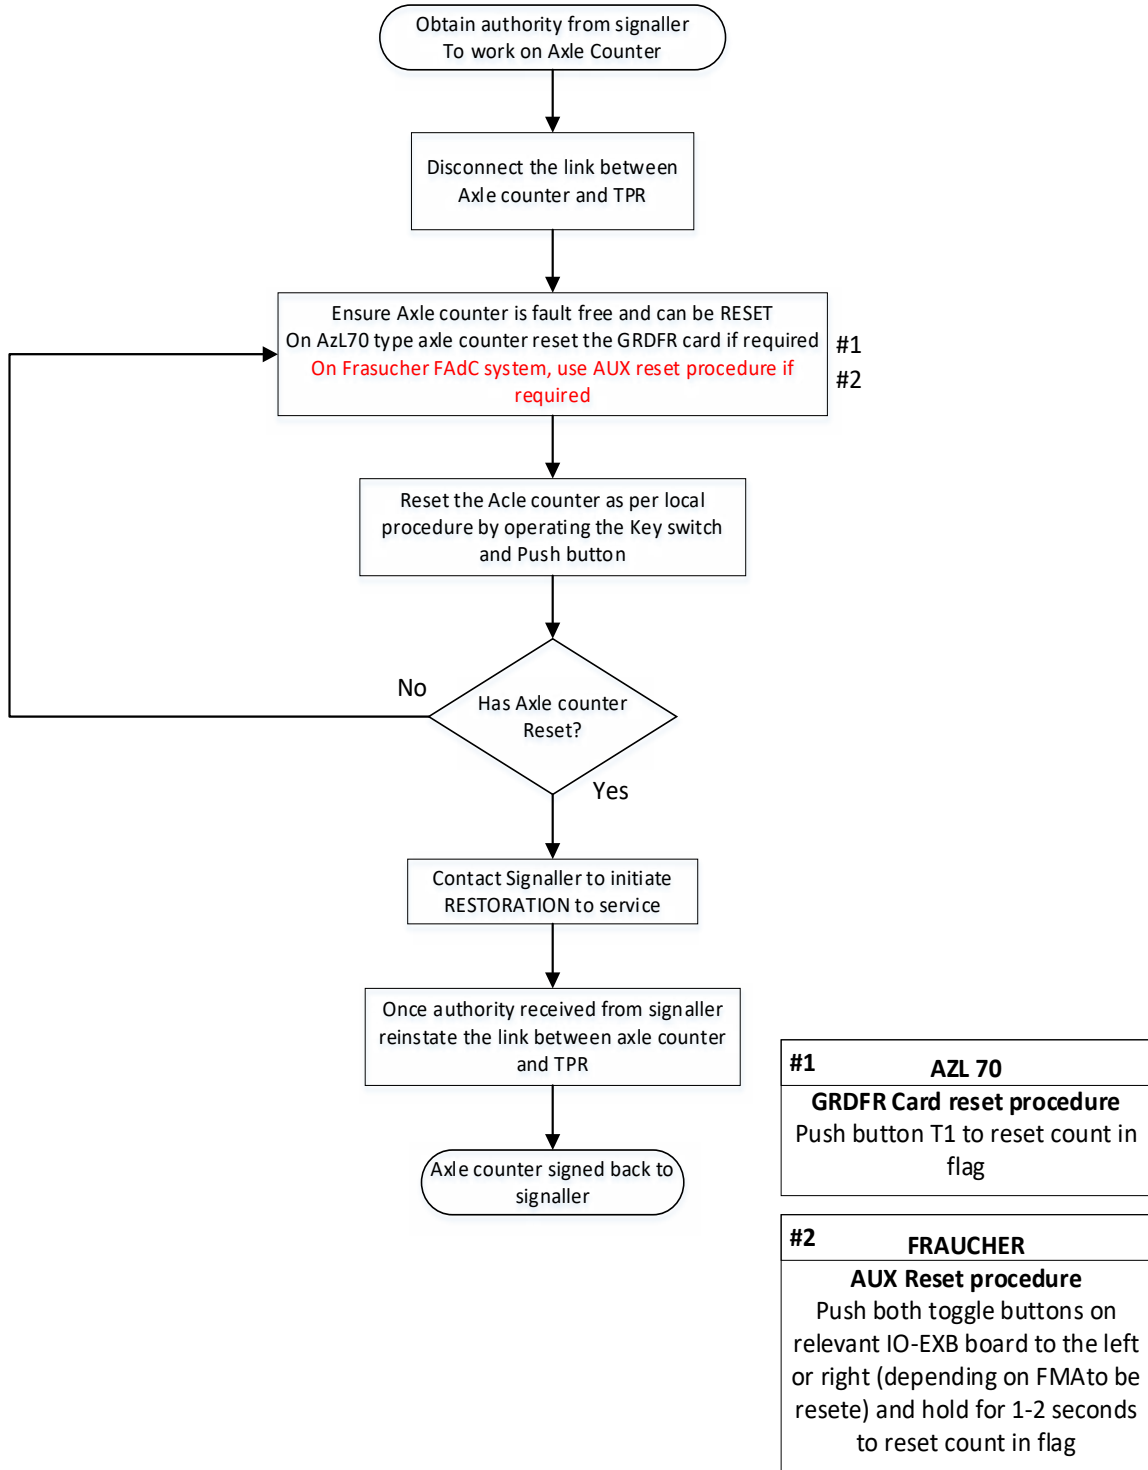 Obtain authority from signaller
To work on Axle Counter
Disconnect the link between
Axle counter and TPR
Ensure Axle counter is fault free and can be RESET
On AzL70 type axle counter reset the GRDFR card if required
On Frasucher FAdC system, use AUX reset procedure if
required
#1
#2
Reset the Acle counter as per local
procedure by operating the Key switch
and Push button
Has Axle counter
Reset?
No
Yes
Contact Signaller to initiate
RESTORATION to service
Once authority received from signaller
reinstate the link between axle counter
and TPR
Axle counter signed back to
signaller
#1 AZL 70
GRDFR Card reset procedure
Push button T1 to reset count in
flag
#2 FRAUCHER
AUX Reset procedure
Push both toggle buttons on
relevant IO-EXB board to the left
or right (depending on FMAto be
resete) and hold for 1-2 seconds
to reset count in flag